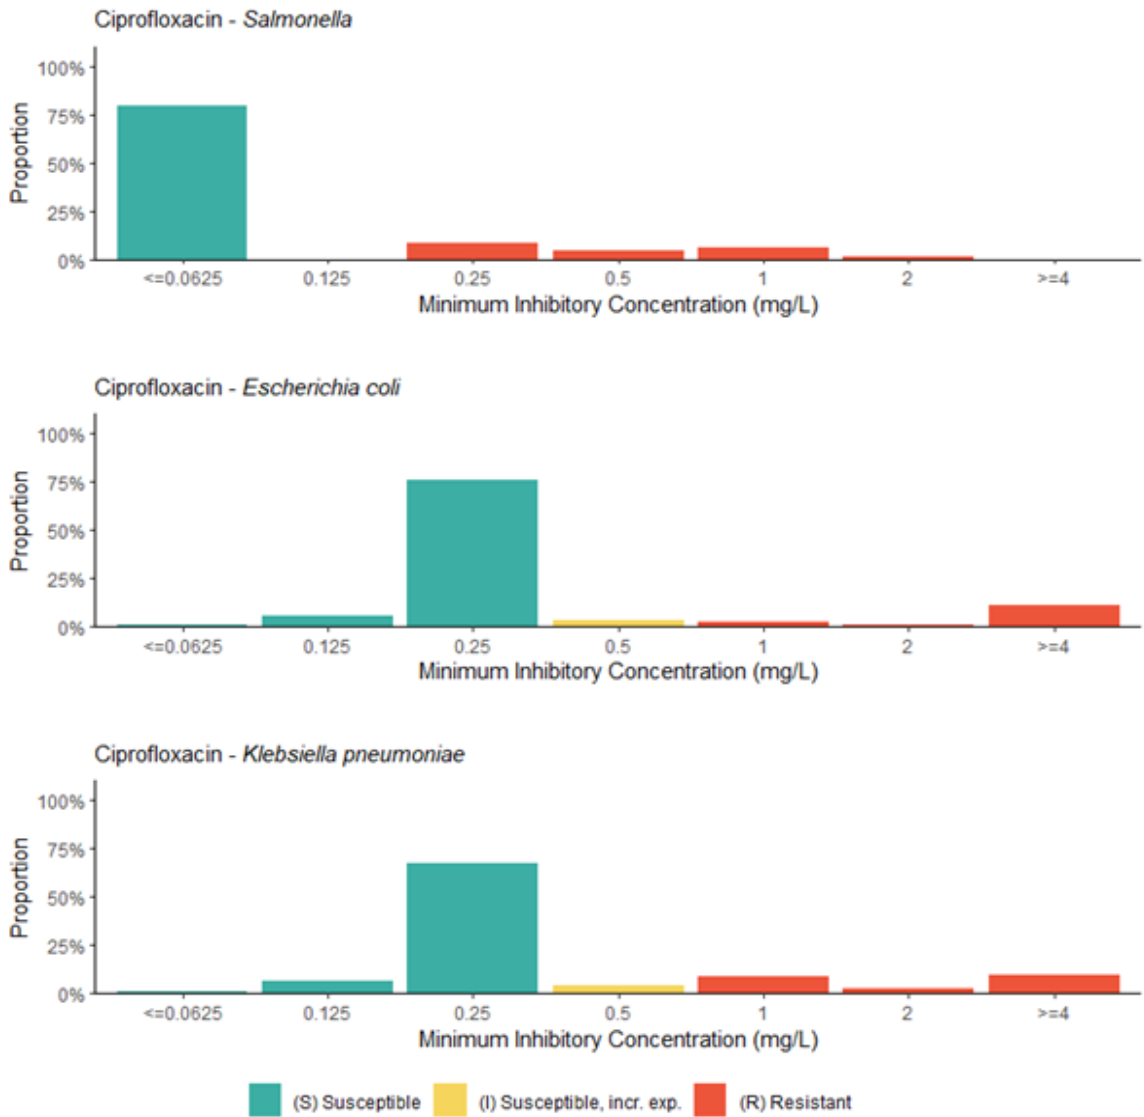 Ciprofloxacin - Salmonella
100%
75%
50%
25%
0%
Proportion
<=0.0625 0.125 0.25 0.5 1 2 >=4
Minimum Inhibitory Concentration (mg/L)
Ciprofloxacin - Escherichia coli
100%
75%
50%
25%
0%
Proportion
<=0.0625 0.125 0.25 0.5 1 2 >=4
Minimum Inhibitory Concentration (mg/L)
Ciprofloxacin - Klebsiella pneumoniae
100%
75%
50%
25%
0%
Proportion
<=0.0625 0.125 0.25 0.5 1 2 >=4
Minimum Inhibitory Concentration (mg/L)
(S) Susceptible (I) Susceptible, incr. exp. (R) Resistant